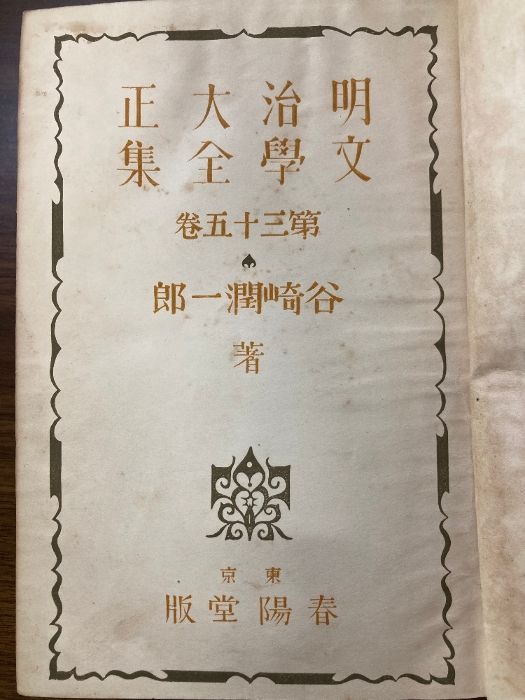 明治大正
文學全集
第三十五卷
谷崎潤一郎
著
東京
春陽堂版